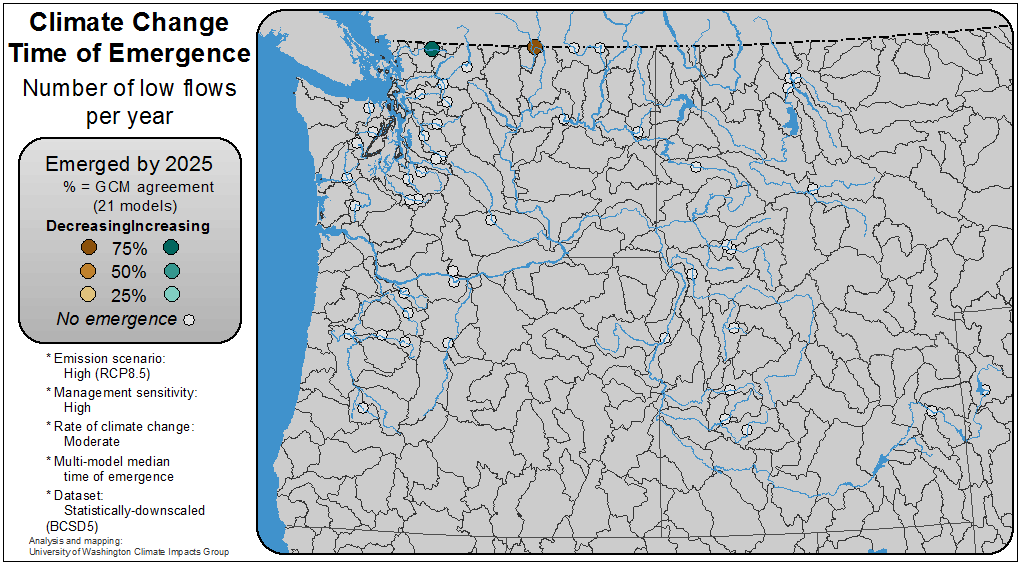 Climate Change
Time of Emergence
Number of low flows
per year
Emerged by 2025
% = GCM agreement
(21 models)
DecreasingIncreasing
75%
50%
25%
No emergence
* Emission scenario:
High (RCP8.5)
* Management sensitivity:
High
* Rate of climate change:
Moderate
* Multi-model median
time of emergence
* Dataset:
Statistically-downscaled
(BCSD5)
Analysis and mapping:
University of Washington Climate Impacts Group